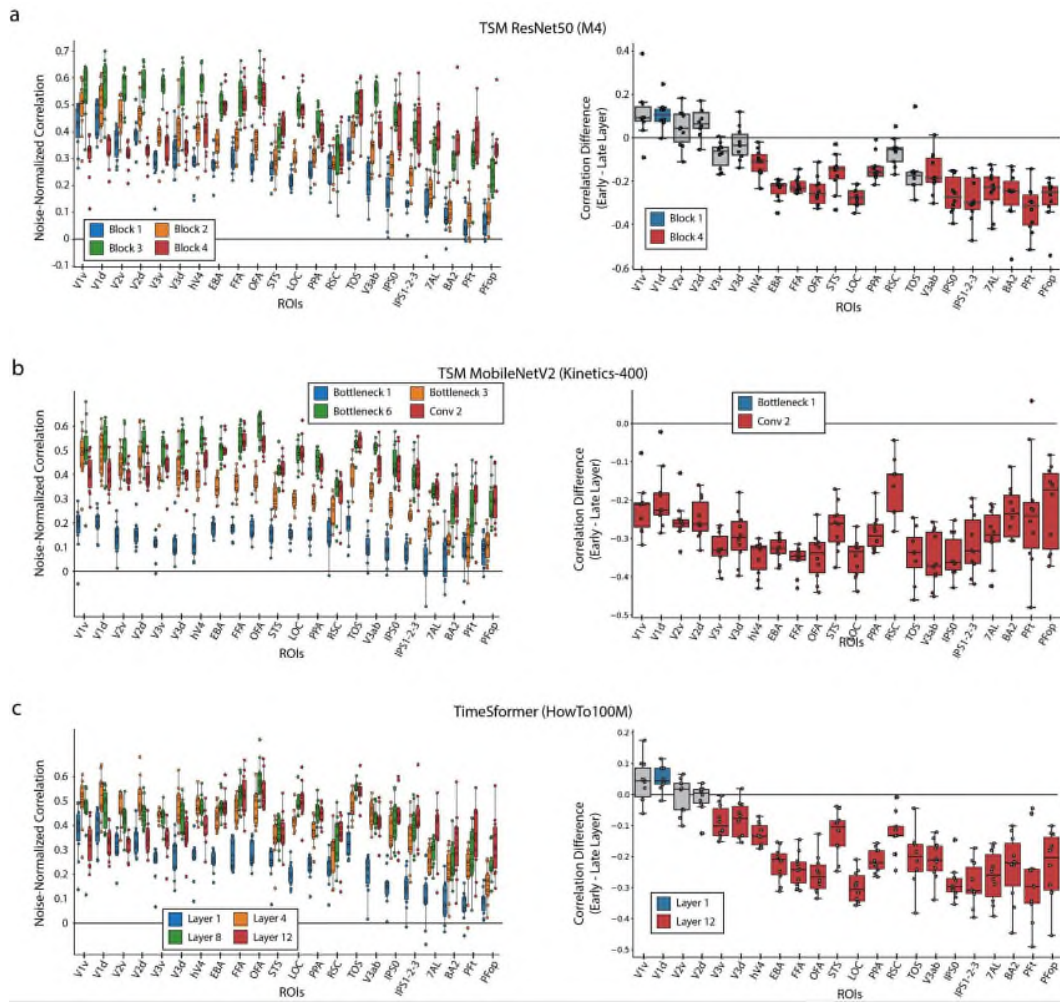 a
TSM ResNet50 (M4)
Noise-Normalized Correlation
0.7
0.6
0.5
0.4
0.3
0.2
0.1
0
-0.1
Block 1
Block 2
Block 3
Block 4
V1v V1d V2v V2d V3v V3d hV4 EBA FFA OFA STS LOC PPA RSC TOS V3ab IPS0 IPS1-2-3 7AL BA2 PFt PFop
ROIs
Correlation Difference
(Early - Late Layer)
0.4
0.2
0
-0.2
-0.4
-0.6
Block 1
Block 4
V1v V1d V2v V2d V3v V3d hV4 EBA FFA OFA STS LOC PPA RSC TOS V3ab IPS0 IPS1-2-3 7AL BA2 PFt PFop
ROIs
b
TSM MobileNetV2 (Kinetics-400)
Noise-Normalized Correlation
Bottleneck 1
Bottleneck 3
Bottleneck 6
Conv 2
0.6
0.5
0.4
0.3
0.2
0.1
0
V1v V1d V2v V2d V3v V3d hV4 EBA FFA OFA STS LOC PPA RSC TOS V3ab IPS0 IPS1-2-3 7AL BA2 PFt PFop
ROIs
Correlation Difference
(Early - Late Layer)
Bottleneck 1
Conv 2
0.0
-0.2
-0.3
-0.4
-0.5
V1v V1d V2v V2d V3v V3d hV4 EBA FFA OFA STS LOC PPA RSC TOS V3ab IPS0 IPS1-2-3 7AL BA2 PFt PFop
ROIs
c
TimeSformer (HowTo100M)
Noise-Normalized Correlation
0.6
0.5
0.4
0.3
0.2
0.1
0
Layer 1
Layer 4
Layer 8
Layer 12
V1v V1d V2v V2d V3v V3d hV4 EBA FFA OFA STS LOC PPA RSC TOS V3ab IPS0 IPS1-2-3 7AL BA2 PFt PFop
ROIs
Correlation Difference
(Early - Late Layer)
0.2
0.1
0.0
-0.1
-0.2
-0.3
-0.5
Layer 1
Layer 12
V1v V1d V2v V2d V3v V3d hV4 EBA FFA OFA STS LOC PPA RSC TOS V3ab IPS0 IPS1-2-3 7AL BA2 PFt PFop
ROIs